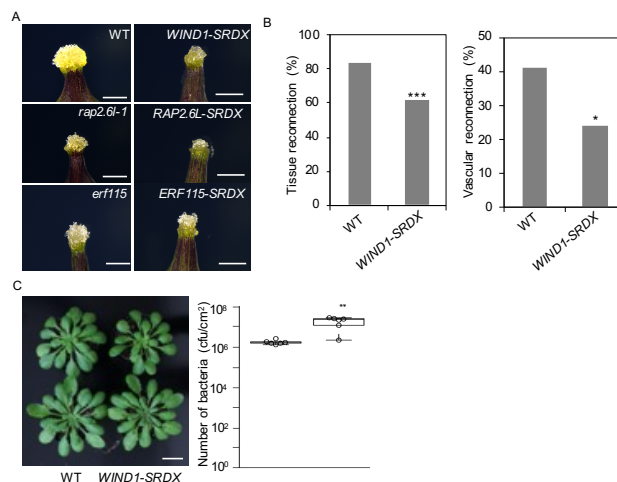 A
WT
WIND1-SRDX
rap2.6l-1
RAP2.6L-SRDX
erf115
ERF115-SRDX
B
Tissue reconnection (%)
100
80
60
40
20
0
***
WT
WIND1-SRDX
Vascular reconnection (%)
50
40
30
20
10
0
*
WT
WIND1-SRDX
C
WT
WIND1-SRDX
Number of bacteria (cfu/cm²)
10⁸
10⁶
10⁴
10²
10⁰
**